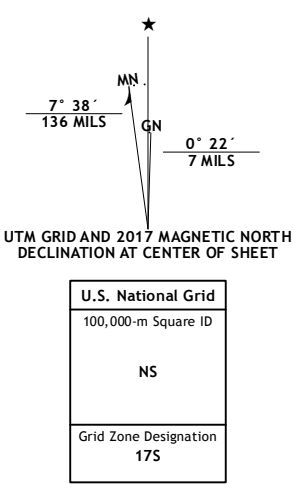 ★
MN
7° 38´
136 MILS
GN
0° 22´
7 MILS
UTM GRID AND 2017 MAGNETIC NORTH
DECLINATION AT CENTER OF SHEET
U.S. National Grid
100,000-m Square ID
NS
Grid Zone Designation
17S